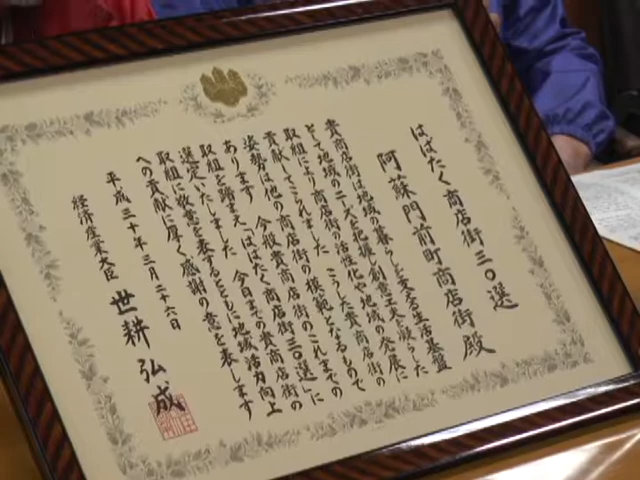 はばたく商店街三〇選
阿蘇門前町商店街殿
貴商店街は地域の暮らしを支える生活基盤
として地域のニーズを把握し創意工夫を凝らした
取組により商店街の活性化や地域の発展に
貢献してこられました こうした貴商店街の
姿勢は他の商店街の模範となるもので
あります 今般貴商店街のこれまでの
取組を踏まえ「はばたく商店街三〇選」に
選定いたしました 今日までの貴商店街の
取組に敬意を表するとともに地域活力向上
への貢献に厚く感謝の意を表します
平成三十年三月二十六日
経済産業大臣 世耕弘成